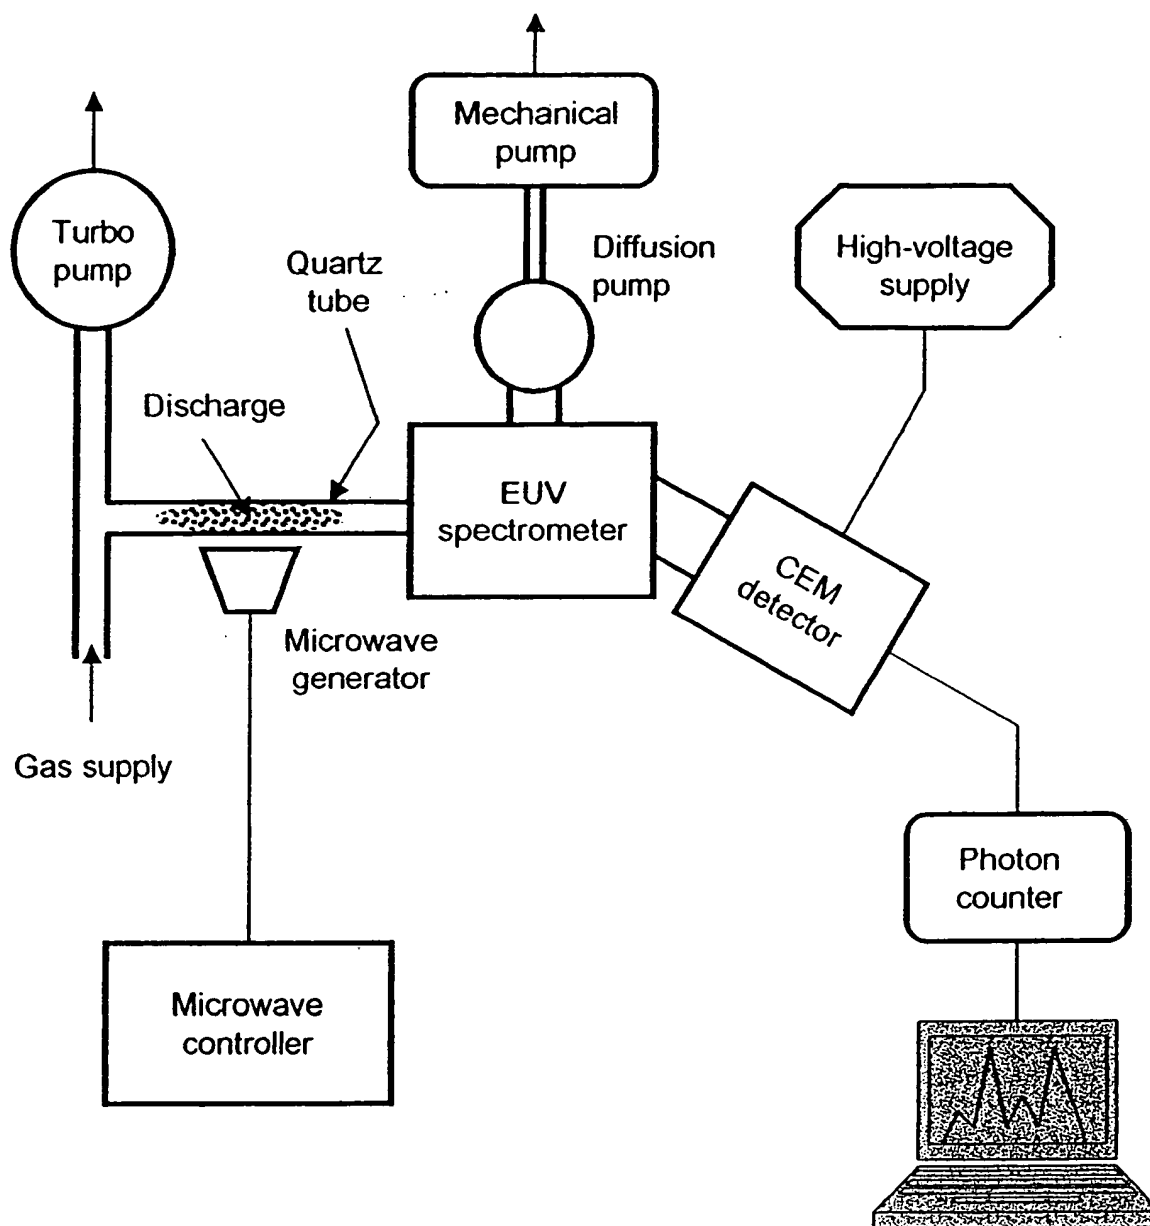 Mechanical
pump
Turbo
pump
Quartz
tube
Diffusion
pump
High-voltage
supply
Discharge
EUV
spectrometer
CEM
detector
Microwave
generator
Gas supply
Photon
counter
Microwave
controller